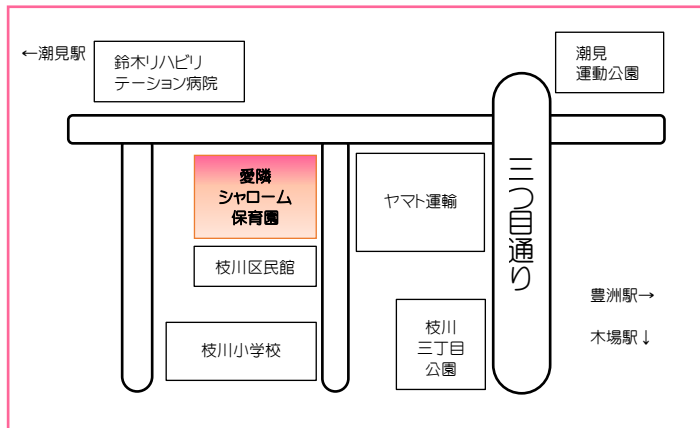 ←潮見駅
鈴木リハビリ
テーション病院
潮見
運動公園
愛隣
シャローム
保育園
ヤマト運輸
三つ目通り
枝川区民館
豊洲駅→
枝川小学校
枝川
三丁目
公園
木場駅↓